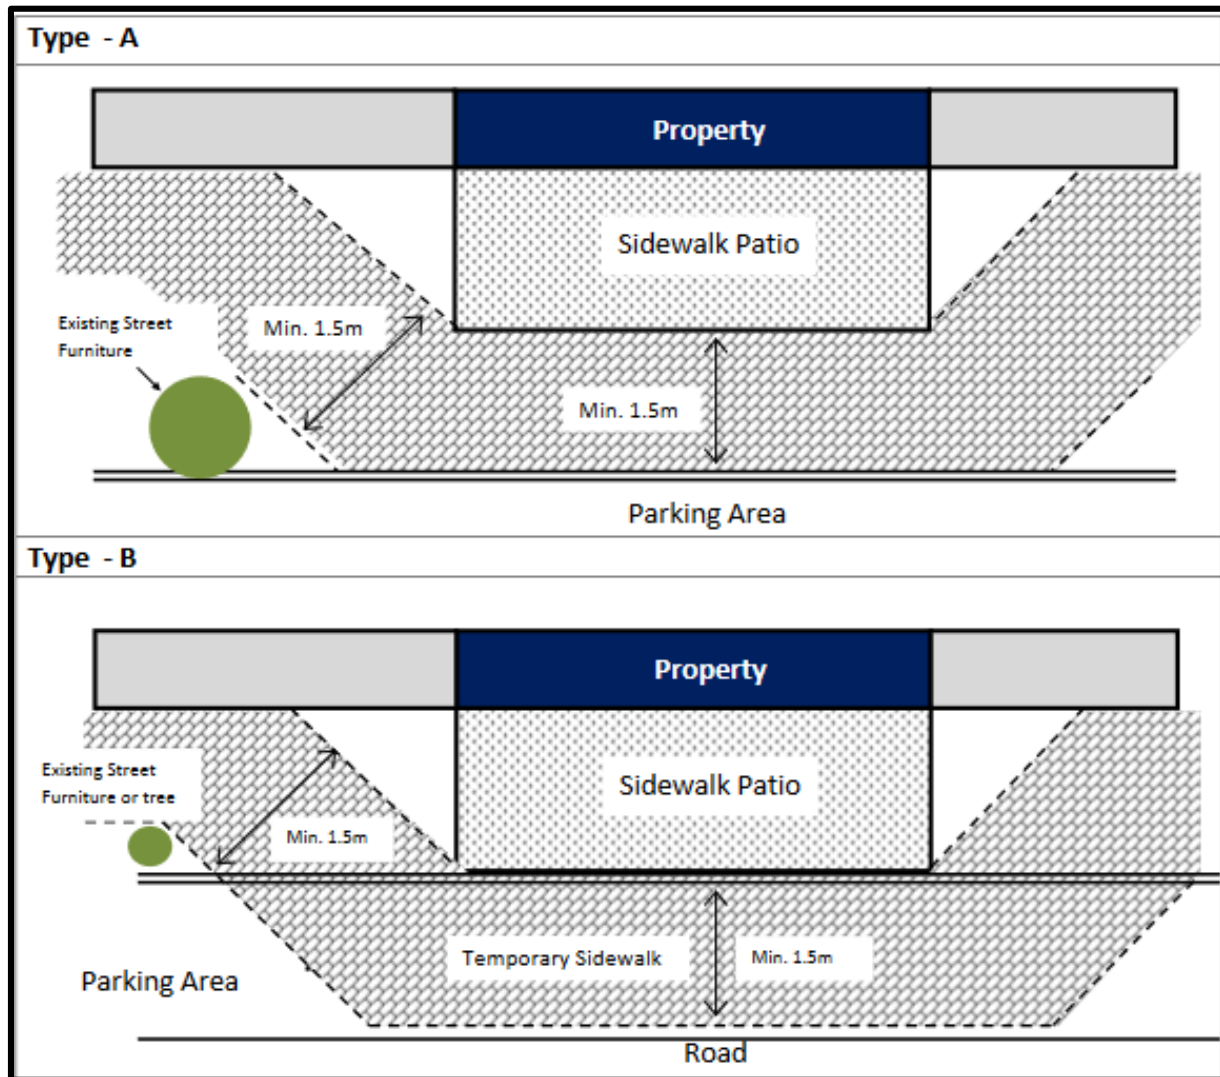 Type - A
Property
Sidewalk Patio
Existing Street
Furniture
Min. 1.5m
Min. 1.5m
Parking Area
Type - B
Property
Existing Street
Furniture or tree
Sidewalk Patio
Min. 1.5m
Temporary Sidewalk
Min. 1.5m
Parking Area
Road